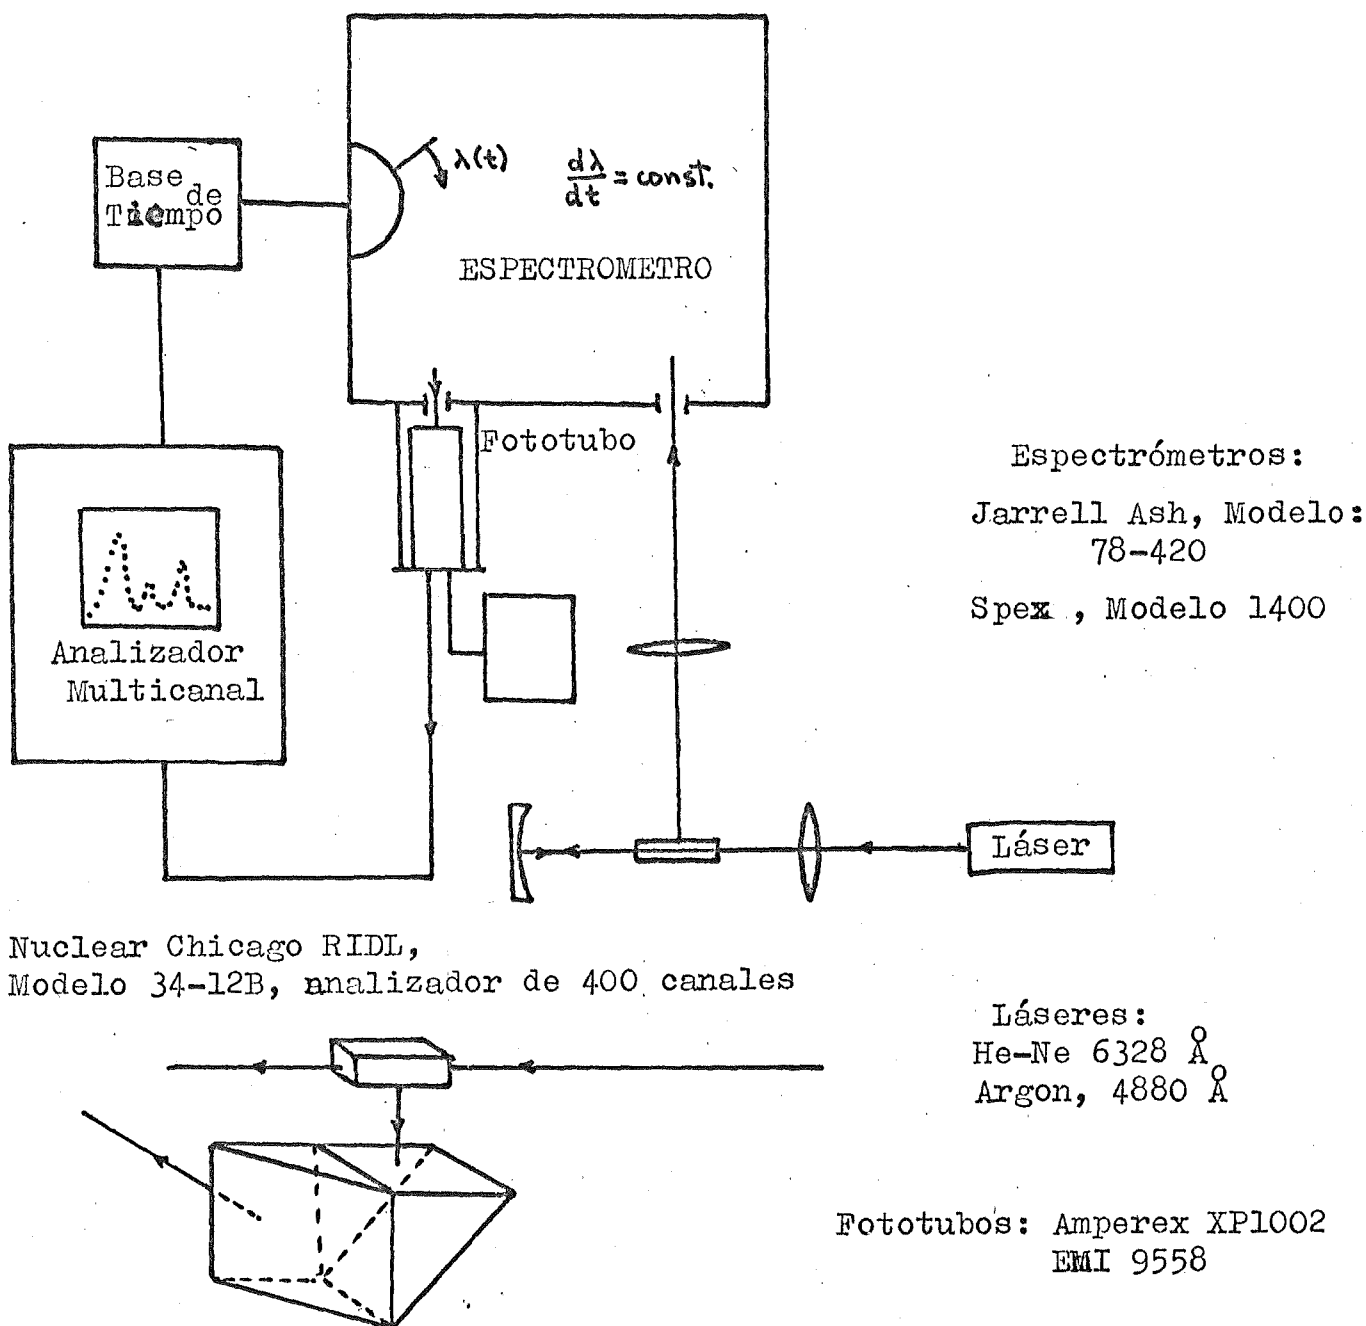 Base
de
Tiempo
λ(t)
dλ/dt = const.
ESPECTROMETRO
Fototubo
Analizador
Multicanal
Láser
Espectrómetros:
Jarrell Ash, Modelo:
78-420
Spex , Modelo 1400
Nuclear Chicago RIDL,
Modelo 34-12B, analizador de 400 canales
Láseres:
He-Ne 6328 Å
Argon, 4880 Å
Fototubos: Amperex XP1002
EMI 9558